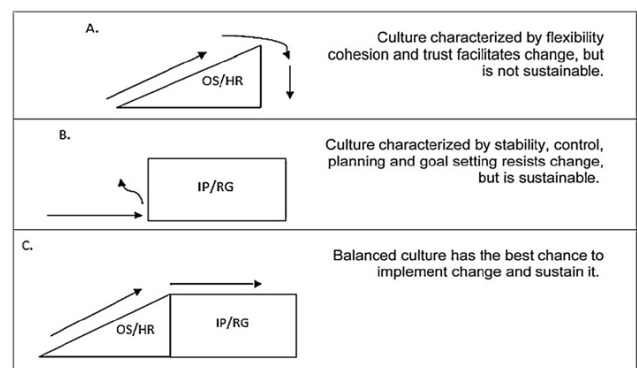 A.
Culture characterized by flexibility
cohesion and trust facilitates change, but
is not sustainable.
OS/HR
B.
Culture characterized by stability, control,
planning and goal setting resists change,
but is sustainable.
IP/RG
C.
Balanced culture has the best chance to
implement change and sustain it.
OS/HR
IP/RG